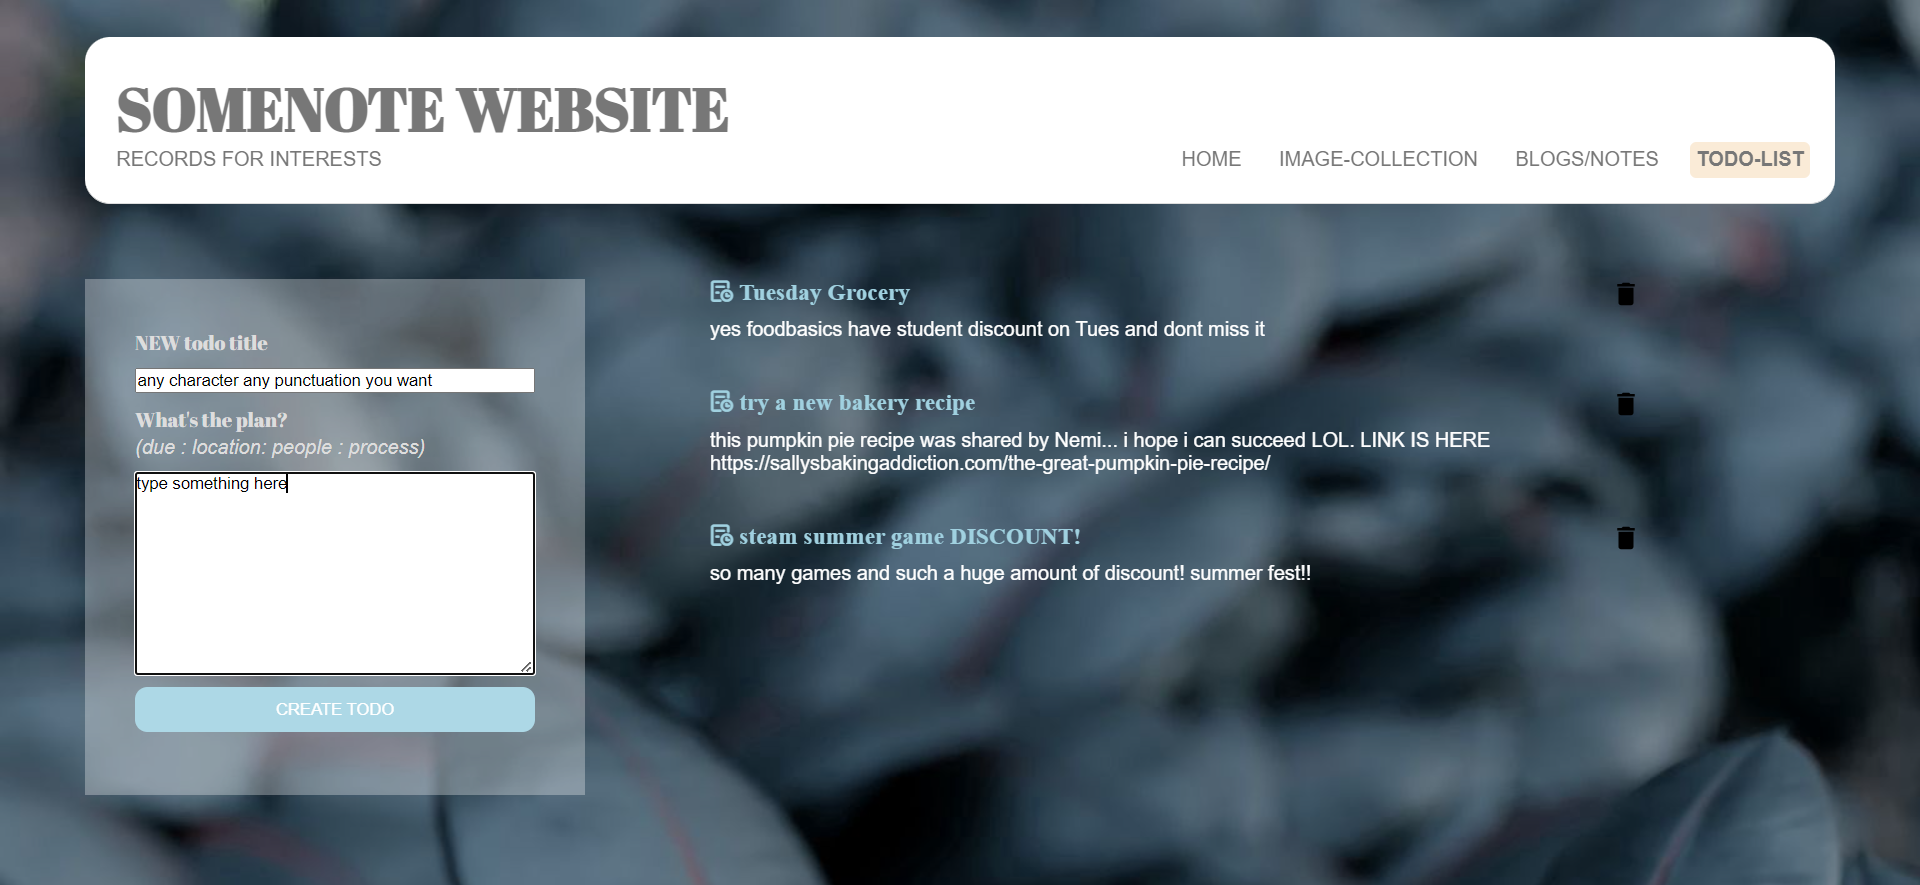 SOMENOTE WEBSITE
RECORDS FOR INTERESTS
HOME IMAGE-COLLECTION BLOGS/NOTES TODO-LIST
NEW todo title
any character any punctuation you want
What's the plan?
(due : location: people : process)
type something here
CREATE TODO
Tuesday Grocery
yes foodbasics have student discount on Tues and dont miss it
try a new bakery recipe
this pumpkin pie recipe was shared by Nemi... i hope i can succeed LOL. LINK IS HERE
https://sallysbakingaddiction.com/the-great-pumpkin-pie-recipe/
steam summer game DISCOUNT!
so many games and such a huge amount of discount! summer fest!!